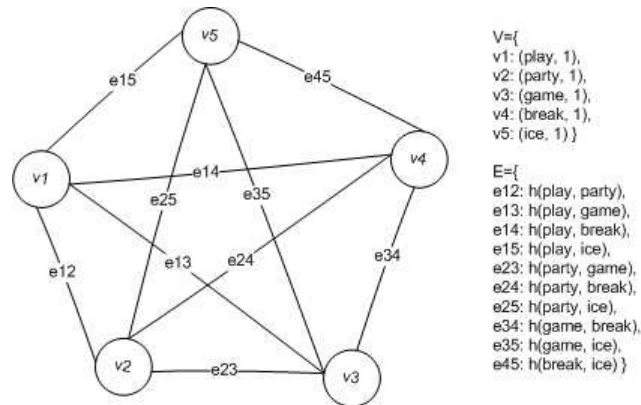 v5
e15
e45
v1
e14
v4
e25
e35
e12
e13
e24
e34
v2
e23
v3
V={
v1: (play, 1),
v2: (party, 1),
v3: (game, 1),
v4: (break, 1),
v5: (ice, 1) }
E={
e12: h(play, party),
e13: h(play, game),
e14: h(play, break),
e15: h(play, ice),
e23: h(party, game),
e24: h(party, break),
e25: h(party, ice),
e34: h(game, break),
e35: h(game, ice),
e45: h(break, ice) }